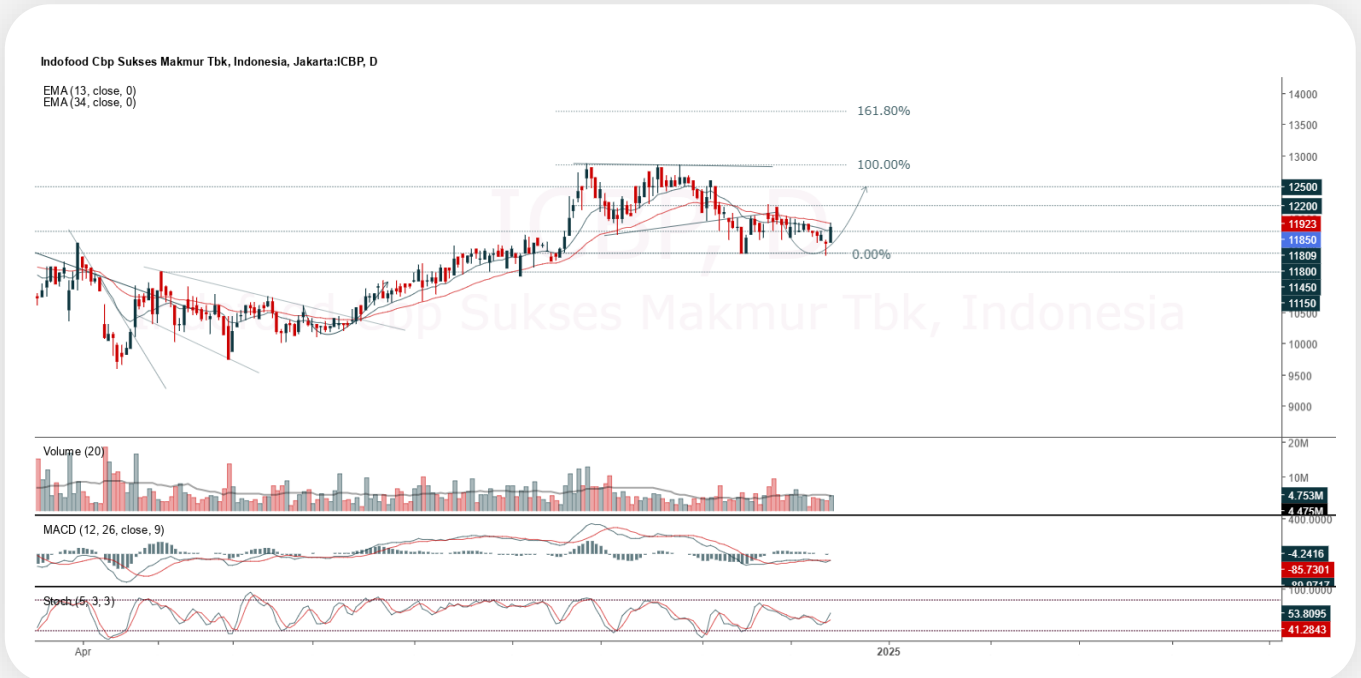 Indofood Cbp Sukses Makmur Tbk, Indonesia, Jakarta:ICBP, D
EMA (13, close, 0)
EMA (34, close, 0)
161.80%
100.00%
0.00%
ICBP, D
Cbp Sukses Makmur Tbk, Indonesia
14000
13500
13000
12500
12200
11923
11850
11809
11800
11450
11150
10500
10000
9500
9000
Volume (20)
20M
10M
4.753M
4.475M
MACD (12, 26, close, 9)
400.0000
-4.2416
-85.7301
-89.9717
Stoch (5, 3, 3)
100.0000
53.8095
41.2843
Apr
2025